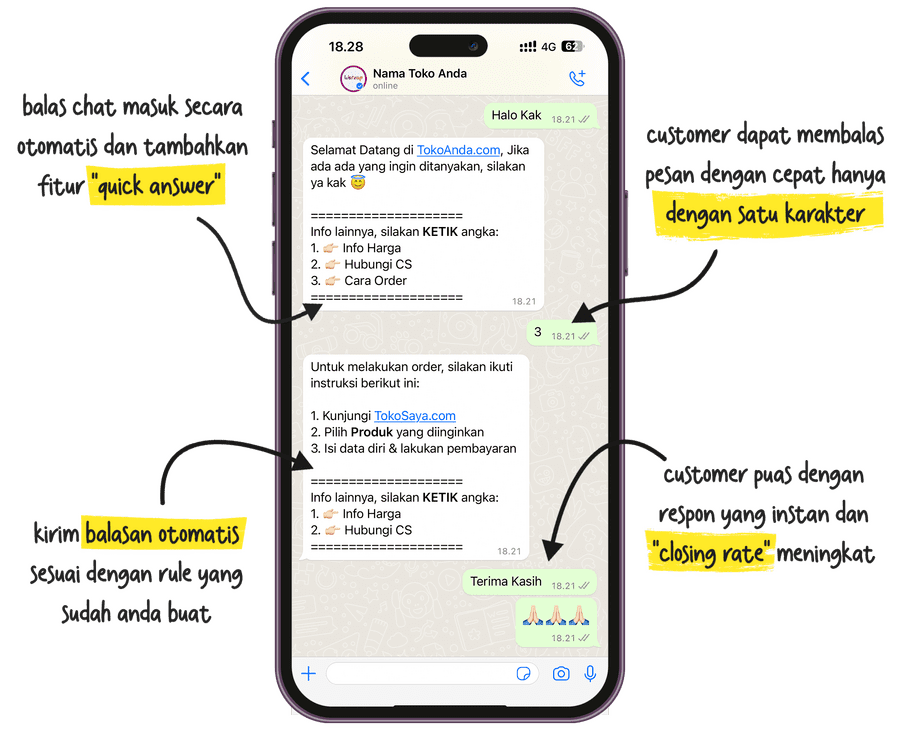 18.28
4G 62
Nama Toko Anda
online
balas chat masuk secara
otomatis dan tambahkan
fitur "quick answer"
Halo Kak 18.21
customer dapat membalas
pesan dengan cepat hanya
dengan satu karakter
Selamat Datang di TokoAnda.com, Jika
ada ada yang ingin ditanyakan, silakan
ya kak 😇
====================
Info lainnya, silakan KETIK angka:
1. 👉🏻 Info Harga
2. 👉🏻 Hubungi CS
3. 👉🏻 Cara Order
====================
18.21
3 18.21
Untuk melakukan order, silakan ikuti
instruksi berikut ini:
1. Kunjungi TokoSaya.com
2. Pilih Produk yang diinginkan
3. Isi data diri & lakukan pembayaran
====================
Info lainnya, silakan KETIK angka:
1. 👉🏻 Info Harga
2. 👉🏻 Hubungi CS
====================
18.21
kirim balasan otomatis
sesuai dengan rule yang
sudah anda buat
customer puas dengan
respon yang instan dan
"closing rate" meningkat
Terima Kasih 18.21
🙏🏻🙏🏻🙏🏻
18.21